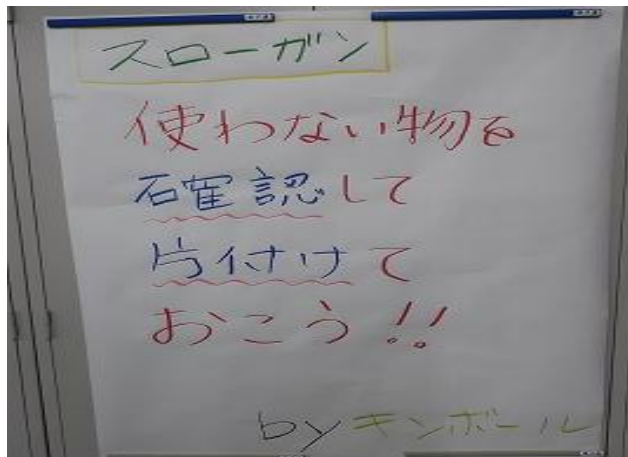 スローガン
使わない物を
確認して
片付けて
おこう!!
byキンボール